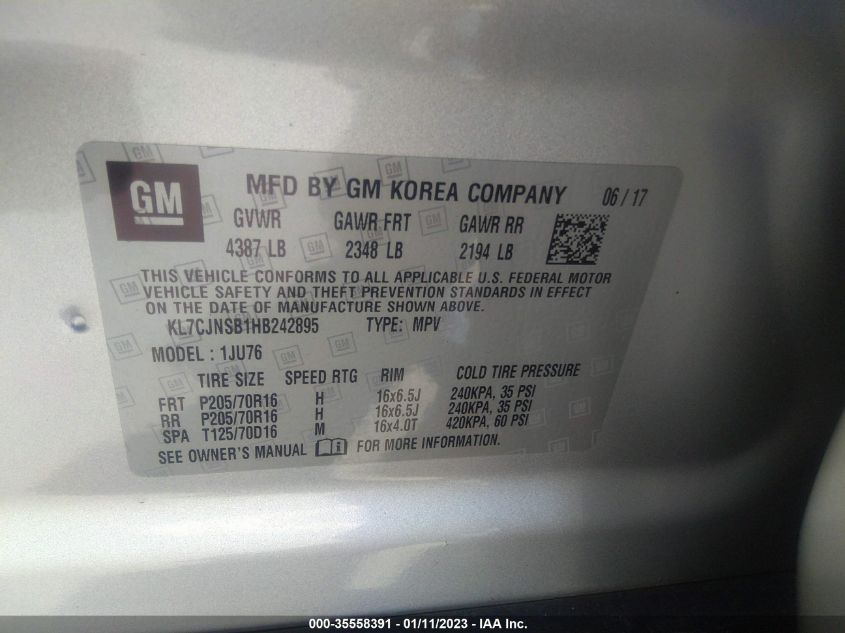 GM
MFD BY GM KOREA COMPANY 06/17
GVWR GAWR FRT GAWR RR
4387 LB 2348 LB 2194 LB
THIS VEHICLE CONFORMS TO ALL APPLICABLE U.S. FEDERAL MOTOR
VEHICLE SAFETY AND THEFT PREVENTION STANDARDS IN EFFECT
ON THE DATE OF MANUFACTURE SHOWN ABOVE.
KL7CJNSB1HB242895 TYPE: MPV
MODEL : 1JU76
TIRE SIZE SPEED RTG RIM COLD TIRE PRESSURE
FRT P205/70R16 H 16x6.5J 240KPA, 35 PSI
RR P205/70R16 H 16x6.5J 240KPA, 35 PSI
SPA T125/70D16 M 16x4.0T 420KPA, 60 PSI
SEE OWNER'S MANUAL FOR MORE INFORMATION.
000-35558391 - 01/11/2023 - IAA Inc.